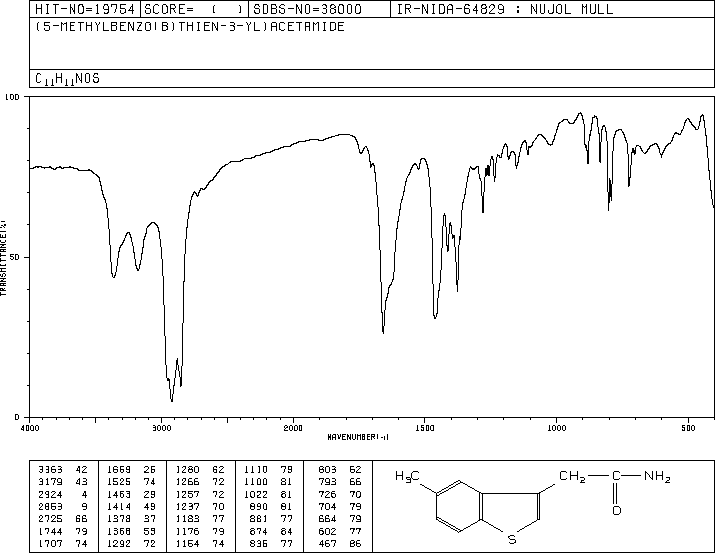 HIT-NO=19754 SCORE= ( ) SDBS-NO=38000 IR-NIDA-64829 : NUJOL MULL
(5-METHYLBENZO(B)THIEN-3-YL)ACETAMIDE
C11H11NOS
100
50
0
TRANSMITTANCE(%)
4000 3000 2000 1500 1000 500
WAVENUMBER(-1)
3363 42 1659 26 1280 62 1110 79 803 62
3179 43 1525 74 1266 72 1100 81 793 66
2924 4 1463 29 1257 72 1022 81 726 70
2853 9 1414 49 1237 70 890 81 704 79
2725 66 1378 37 1183 77 881 77 664 79
1744 79 1368 59 1176 79 874 84 602 77
1707 74 1292 72 1154 74 836 77 467 86
H3C
CH2
C
NH2
O
S